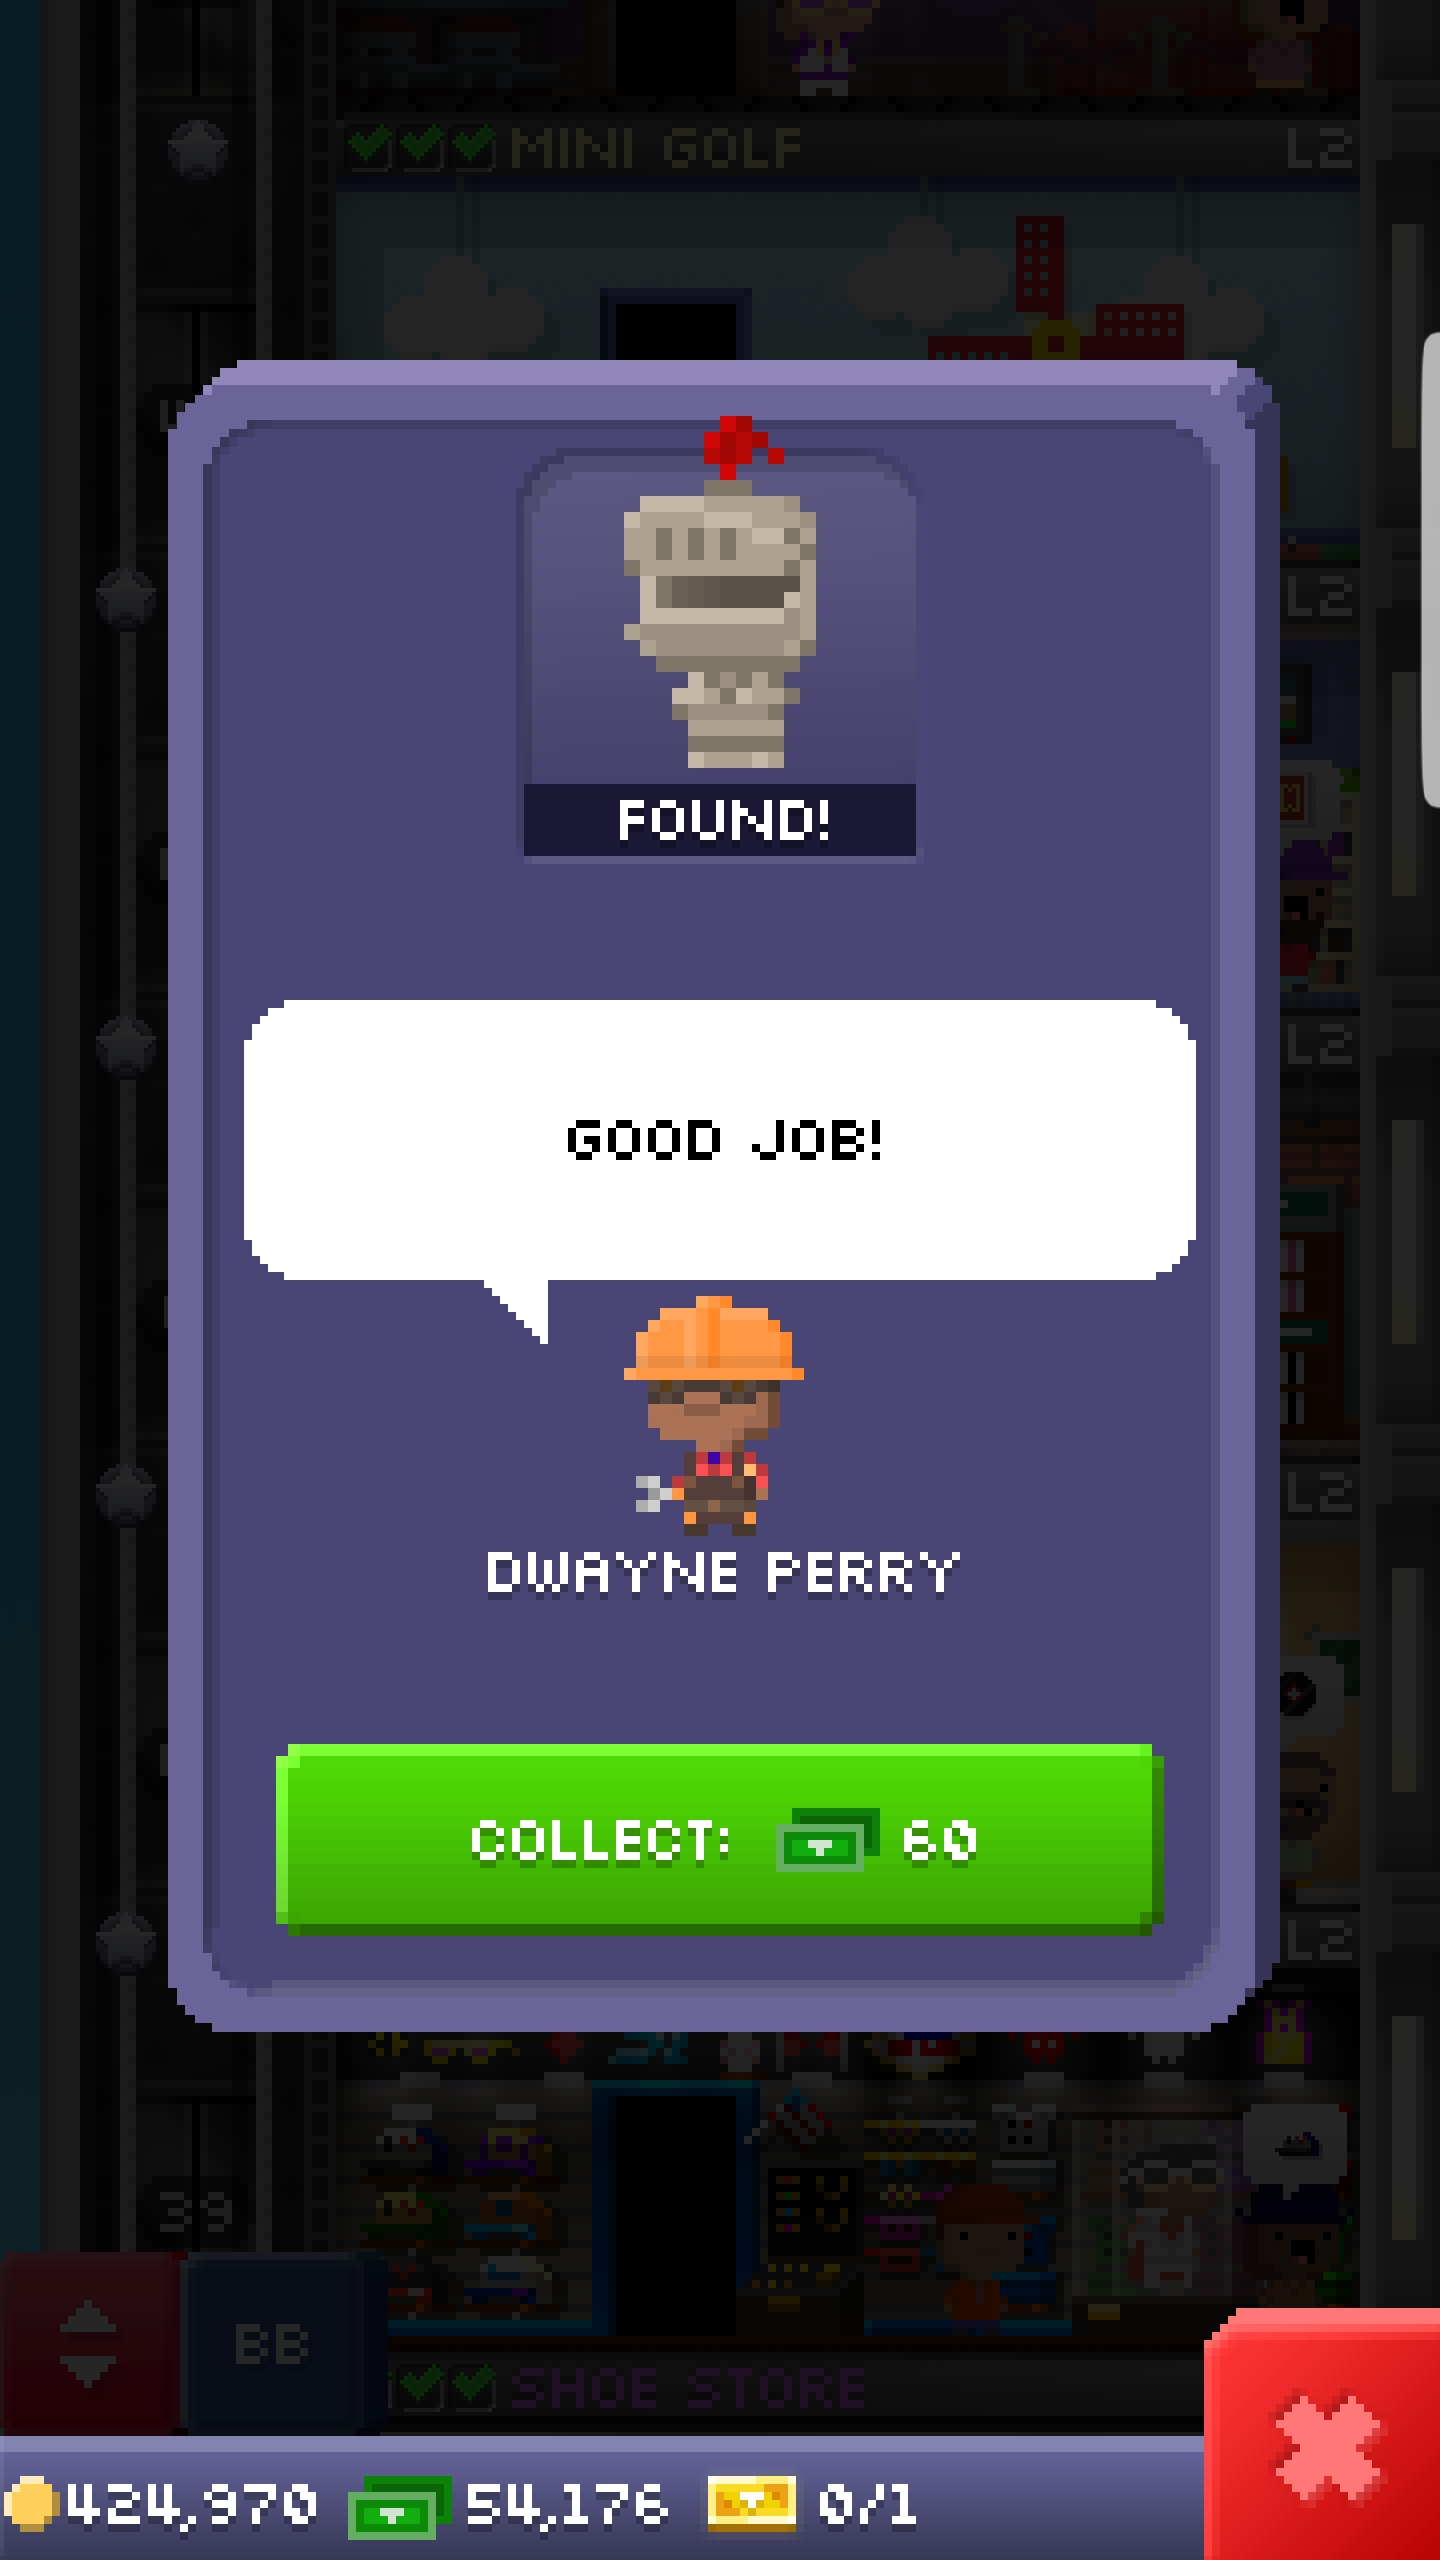 MINI GOLF L2
L2
FOUND!
L2
GOOD JOB!
L2
DWAYNE PERRY
COLLECT: 60
L2
39
BB
SHOE STORE
424,970 54,176 0/1